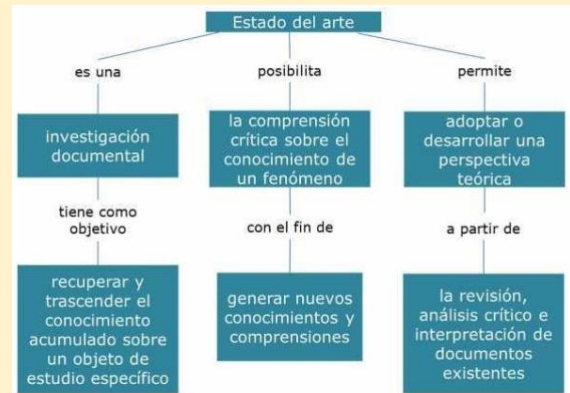 Estado del arte
es una
posibilita
permite
investigación
documental
la comprensión
crítica sobre el
conocimiento de
un fenómeno
adoptar o
desarrollar una
perspectiva
teórica
tiene como
objetivo
con el fin de
a partir de
recuperar y
trascender el
conocimiento
acumulado sobre
un objeto de
estudio específico
generar nuevos
conocimientos y
comprensiones
la revisión,
análisis crítico e
interpretación de
documentos
existentes